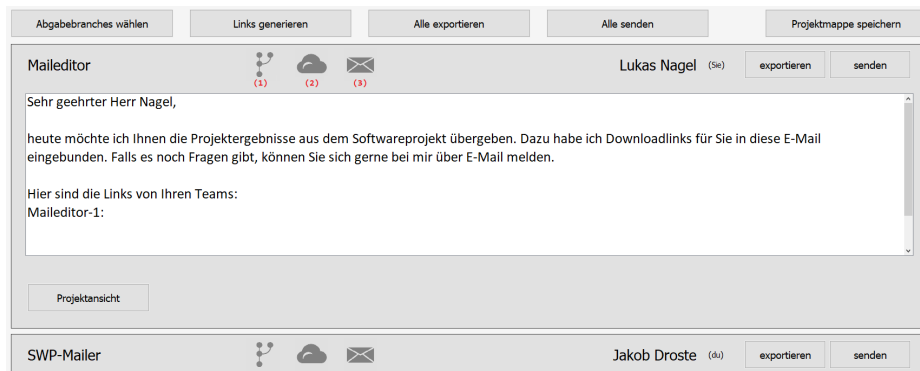 Abgabebranches wählen Links generieren Alle exportieren Alle senden Projektmappe speichern
Maileditor Lukas Nagel (Sie) exportieren senden
(1) (2) (3)
Sehr geehrter Herr Nagel,
heute möchte ich Ihnen die Projektergebnisse aus dem Softwareprojekt übergeben. Dazu habe ich Downloadlinks für Sie in diese E-Mail
eingebunden. Falls es noch Fragen gibt, können Sie sich gerne bei mir über E-Mail melden.
Hier sind die Links von Ihren Teams:
Maileditor-1:
Projektansicht
SWP-Mailer Jakob Droste (du) exportieren senden